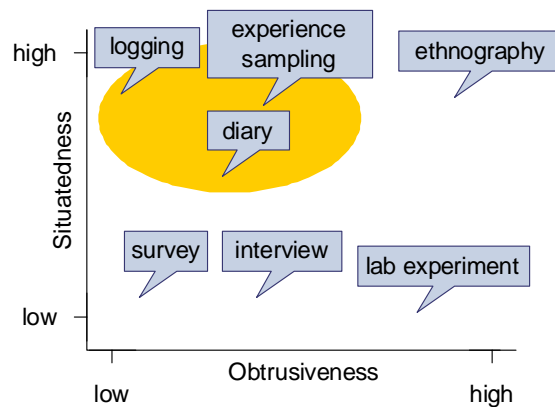 logging
experience
sampling
ethnography
high
diary
Situatedness
survey
interview
lab experiment
low
Obtrusiveness
low
high